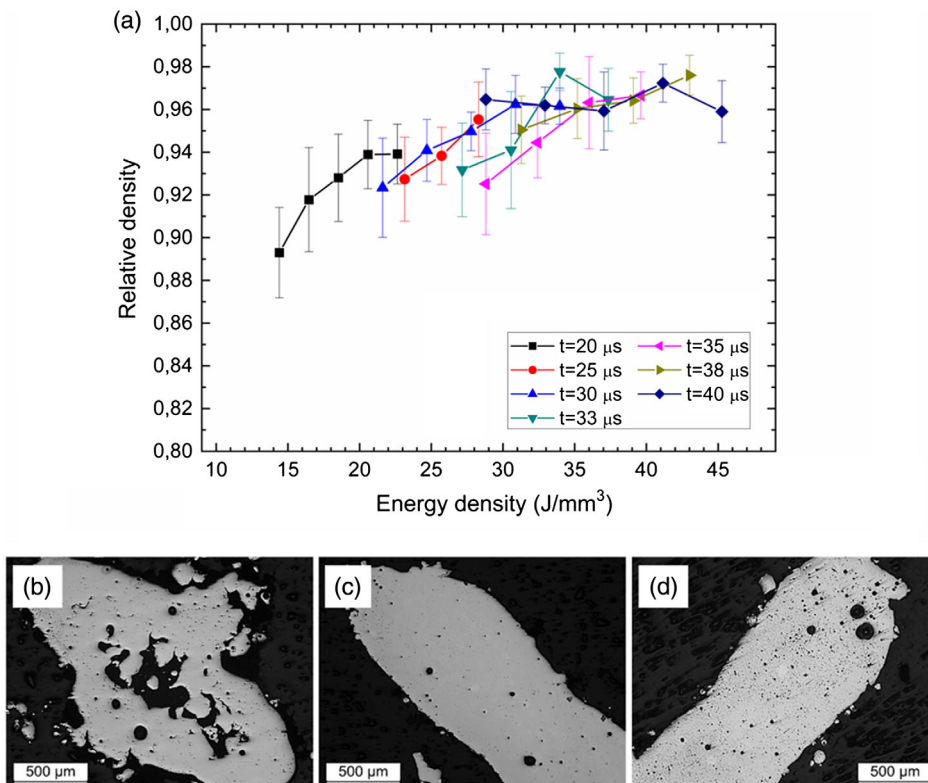 (a)
1,00
0,98
0,96
0,94
0,92
0,90
0,88
0,86
0,84
0,82
0,80
Relative density
10 15 20 25 30 35 40 45
Energy density (J/mm³)
t=20 μs
t=25 μs
t=30 μs
t=33 μs
t=35 μs
t=38 μs
t=40 μs
(b)
500 μm
(c)
500 μm
(d)
500 μm